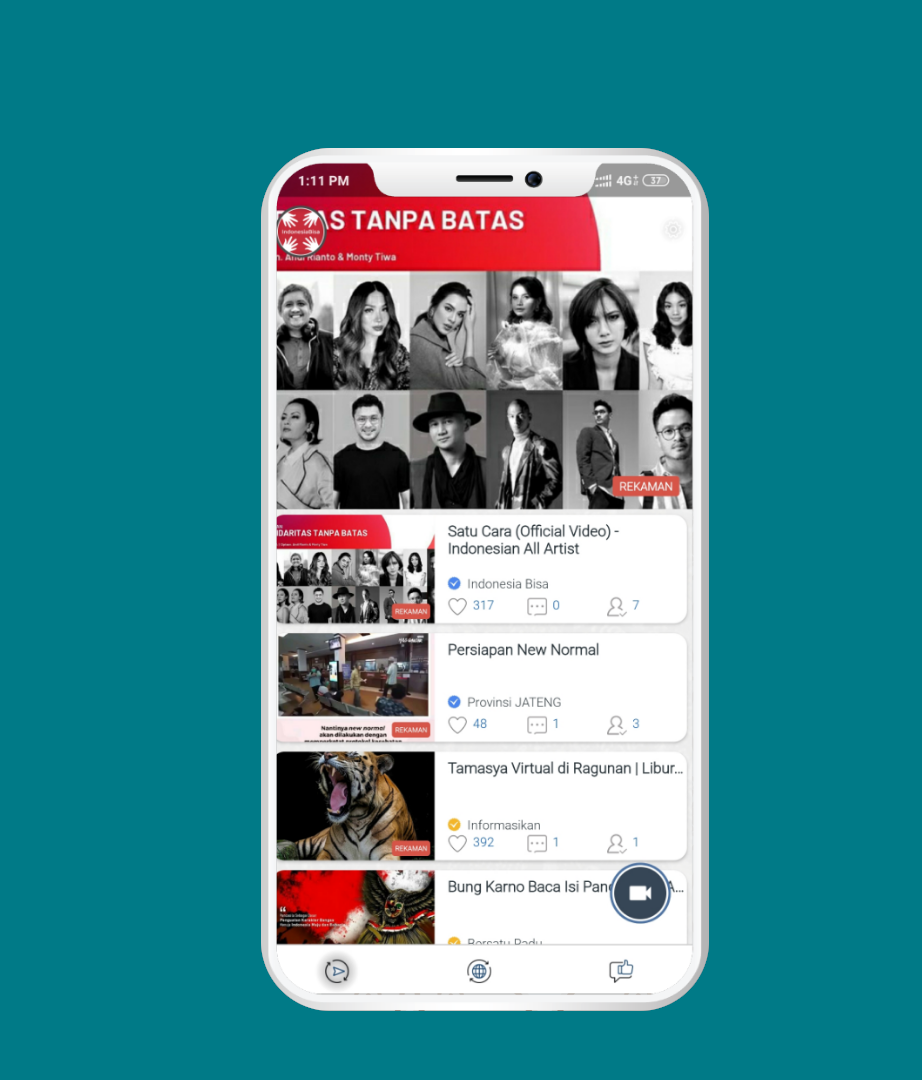 1:11 PM
4G
37
AS TANPA BATAS
IndonesiaBisa
Andi Rianto & Monty Tiwa
REKAMAN
DARITAS TANPA BATAS
REKAMAN
Satu Cara (Official Video) -
Indonesian All Artist
Indonesia Bisa
317
0
7
Nantinya new normal
akan dilakukan dengan
REKAMAN
Persiapan New Normal
Provinsi JATENG
48
1
3
REKAMAN
Tamasya Virtual di Ragunan | Libur...
Informasikan
392
1
1
Bung Karno Baca Isi Pan
A...
Bersatu Padu